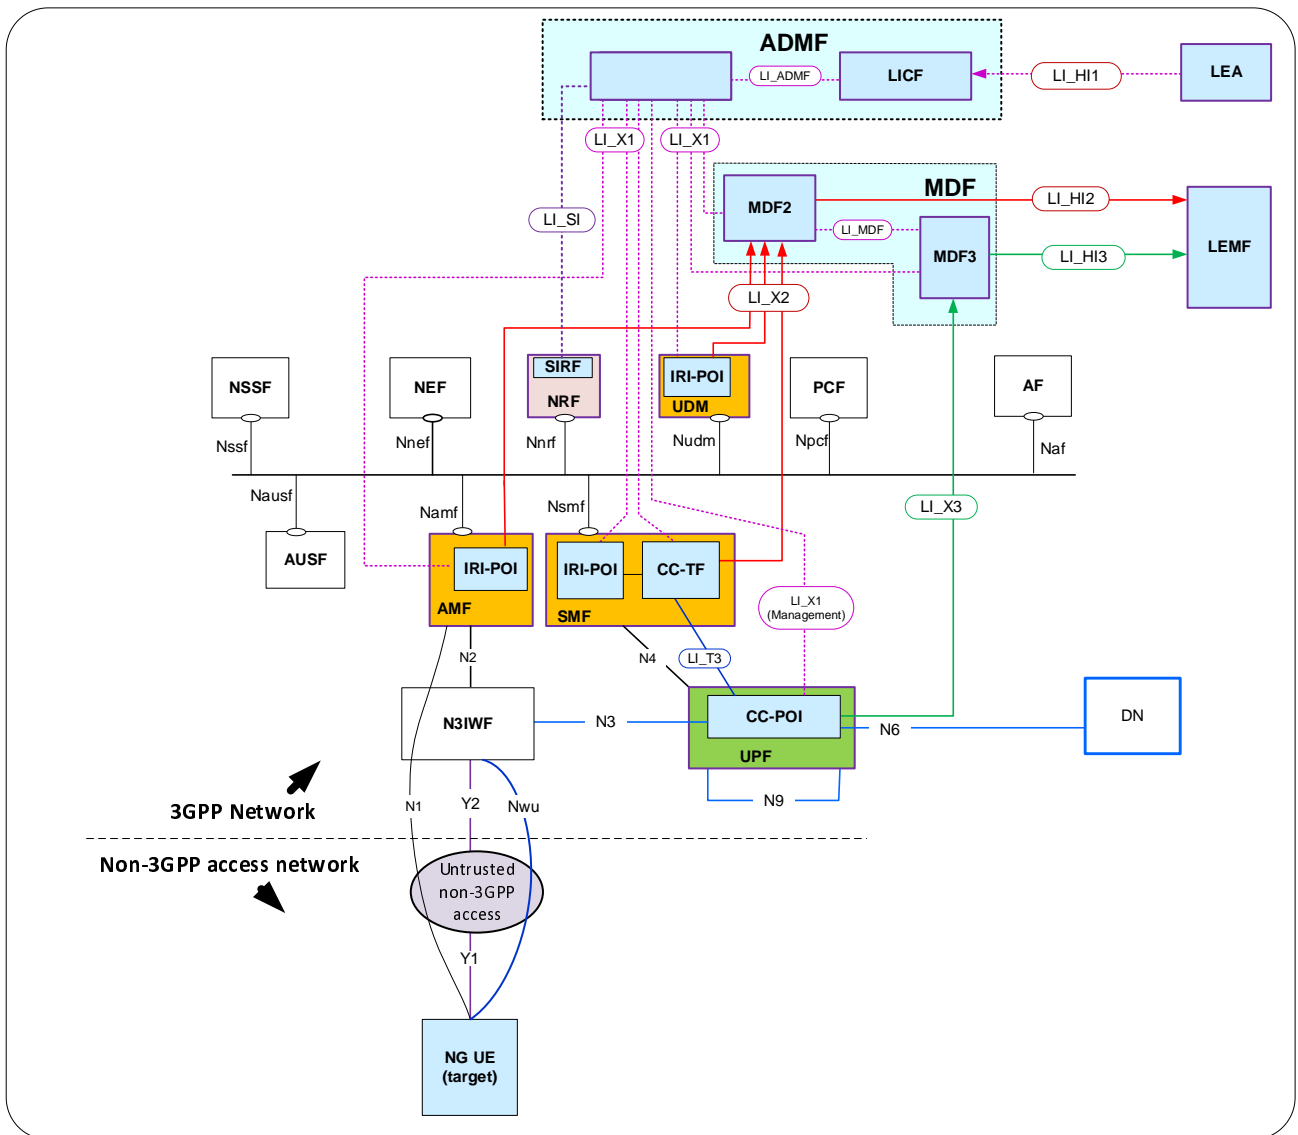 ADMF
LI_ADMF
LICF
LI_HI1
LEA
LI_X1
LI_X1
MDF
MDF2
LI_HI2
LI_SI
LI_MDF
MDF3
LEMF
LI_HI3
LI_X2
SIRF
NRF
IRI-POI
UDM
NSSF
NEF
PCF
AF
Nssf
Nnef
Nnrf
Nudm
Npcf
Naf
Nausf
Namf
Nsmf
LI_X3
AUSF
IRI-POI
AMF
IRI-POI
CC-TF
SMF
LI_X1
(Management)
N2
N4
LI_T3
N3IWF
N3
CC-POI
UPF
N6
DN
N9
N1
Y2
Nwu
3GPP Network
Non-3GPP access network
Untrusted
non-3GPP
access
Y1
NG UE
(target)